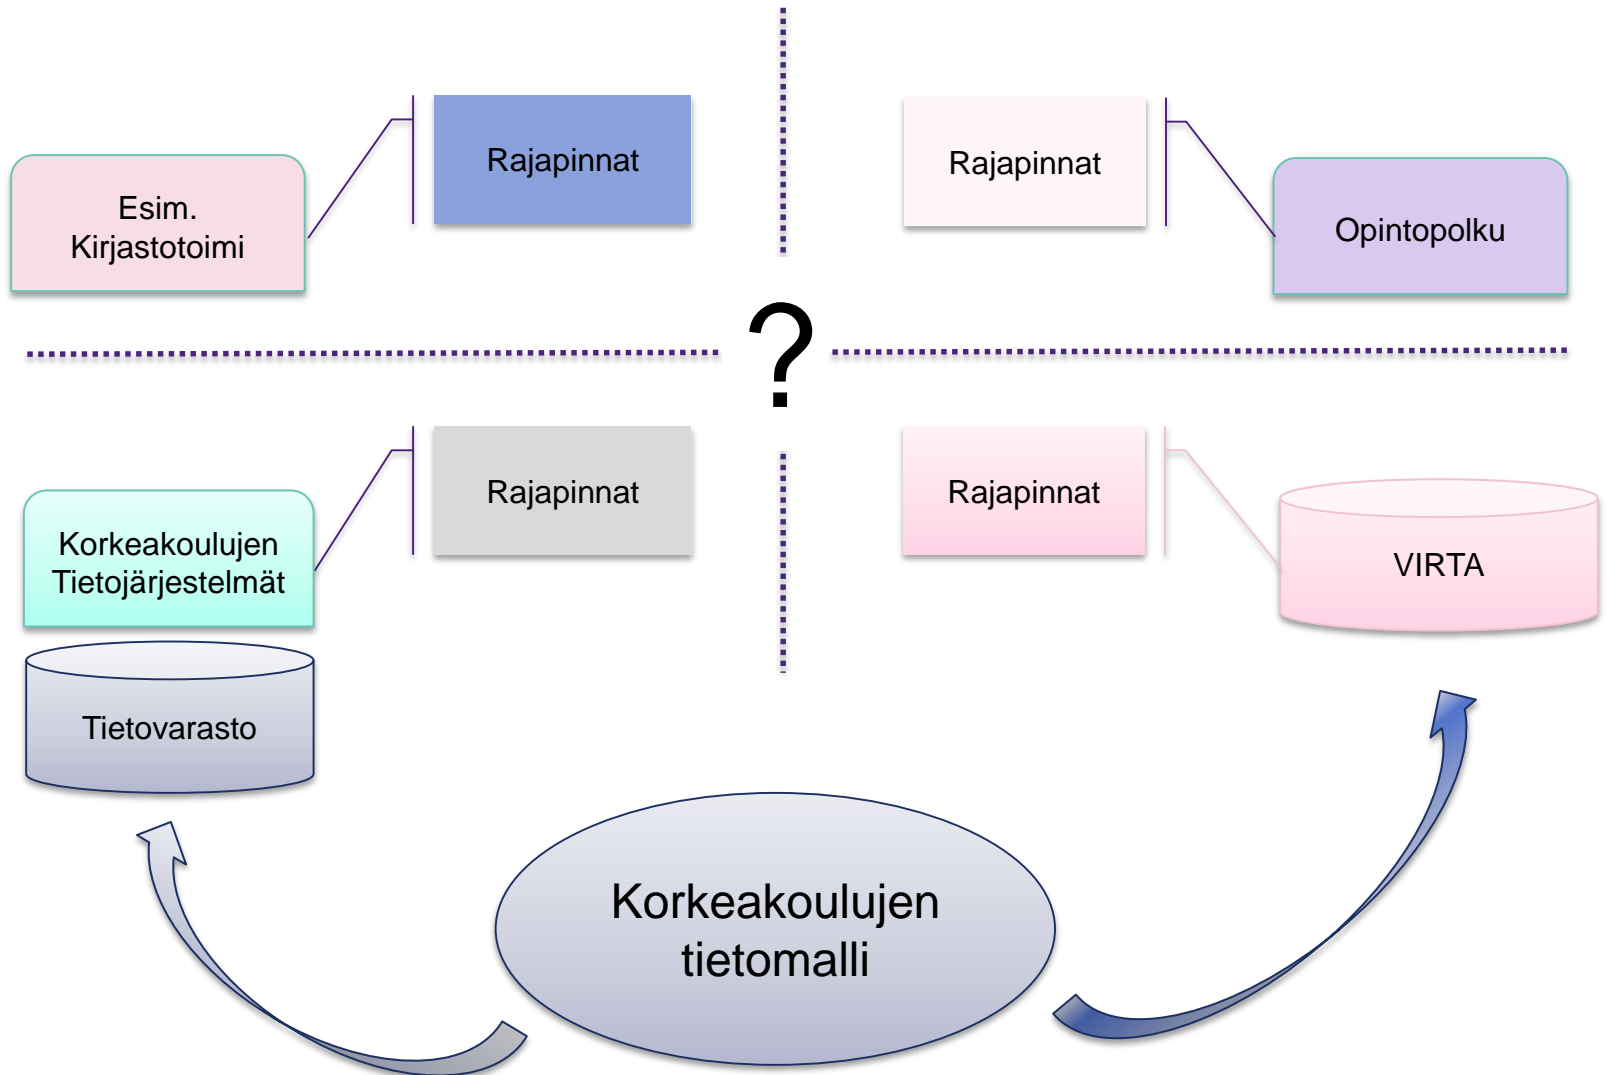 Rajapinnat
Rajapinnat
Esim.
Kirjastotoimi
Opintopolku
?
Rajapinnat
Rajapinnat
Korkeakoulujen
Tietojärjestelmät
VIRTA
Tietovarasto
Korkeakoulujen
tietomalli